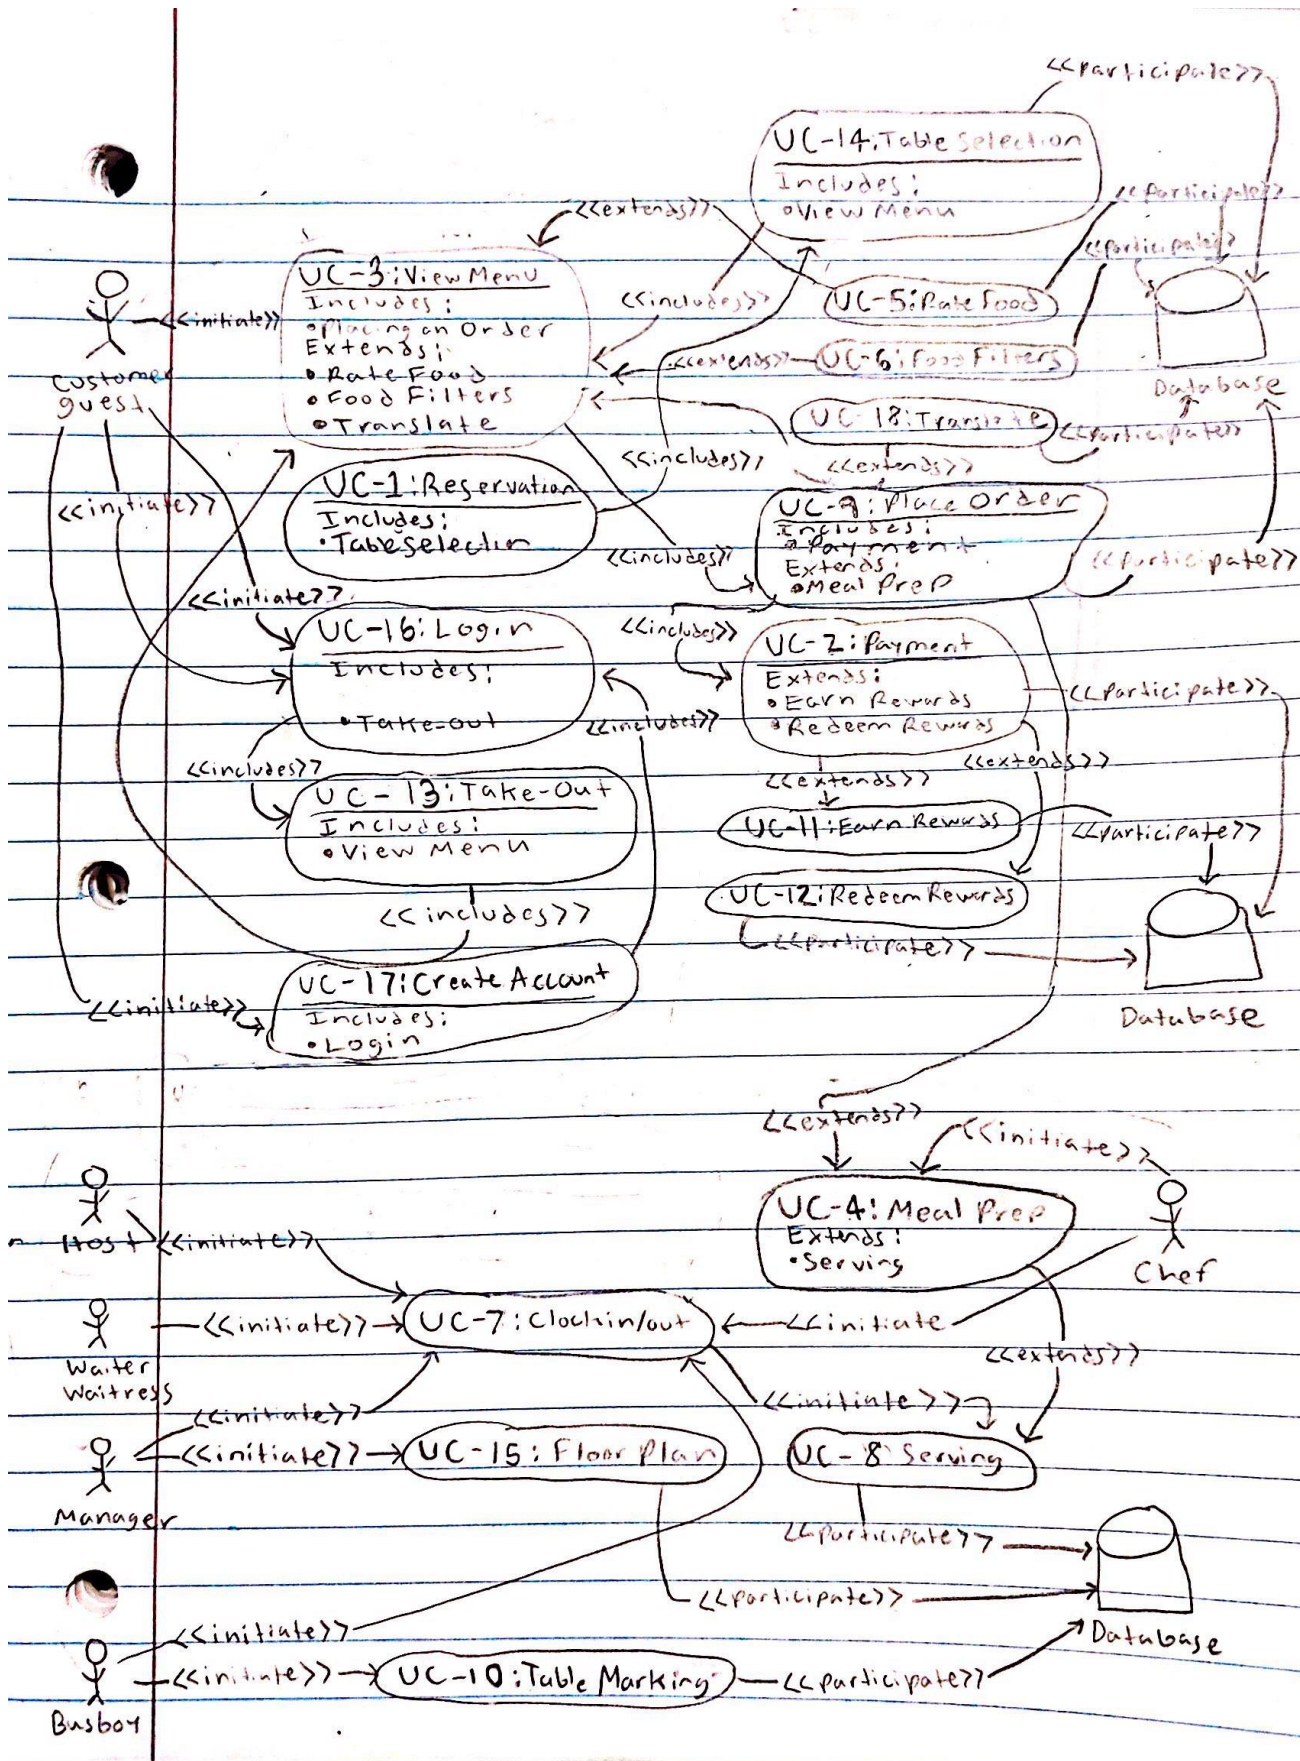 <<participate>>
UC-14: Table Selection
Includes:
•View Menu
<<participate>>
<<extends>>
<<participate>>
UC-3: View Menu
Includes:
•Placing an Order
Extends:
•Rate Food
•Food Filters
•Translate
<<initiate>>
<<includes>>
UC-5: Rate Food
<<extends>>
UC-6: Food Filters
Database
Customer
guest
UC-18: Translate
<<participate>>
<<includes>>
<<extends>>
UC-1: Reservation
Includes:
•Table Selectin
<<initiate>>
UC-9: Place Order
Includes:
•Payment
Extends:
•Meal Prep
<<includes>>
<<participate>>
<<initiate>>
UC-16: Login
Includes:
•Take-out
<<includes>>
UC-2: Payment
Extends:
•Earn Rewards
•Redeem Rewards
<<participate>>
<<includes>>
<<includes>>
<<extends>>
<<extends>>
UC-13: Take-Out
Includes:
•View Menu
UC-11: Earn Rewards
<<participate>>
<<includes>>
UC-12: Redeem Rewards
<<participate>>
UC-17: Create Account
Includes:
•Login
<<initiate>>
Database
<<extends>>
<<initiate>>
UC-4: Meal Prep
Extends:
•Serving
Chef
Host
<<initiate>>
<<initiate>>
UC-7: Clockin/out
<<initiate
Waiter
Waitress
<<extends>>
<<initiate>>
<<initiate>>
<<initiate>>
UC-15: Floor Plan
UC-8 Serving
Manager
<<participate>>
<<participate>>
Database
<<initiate>>
<<initiate>>
UC-10: Table Marking
<<participate>>
Busboy